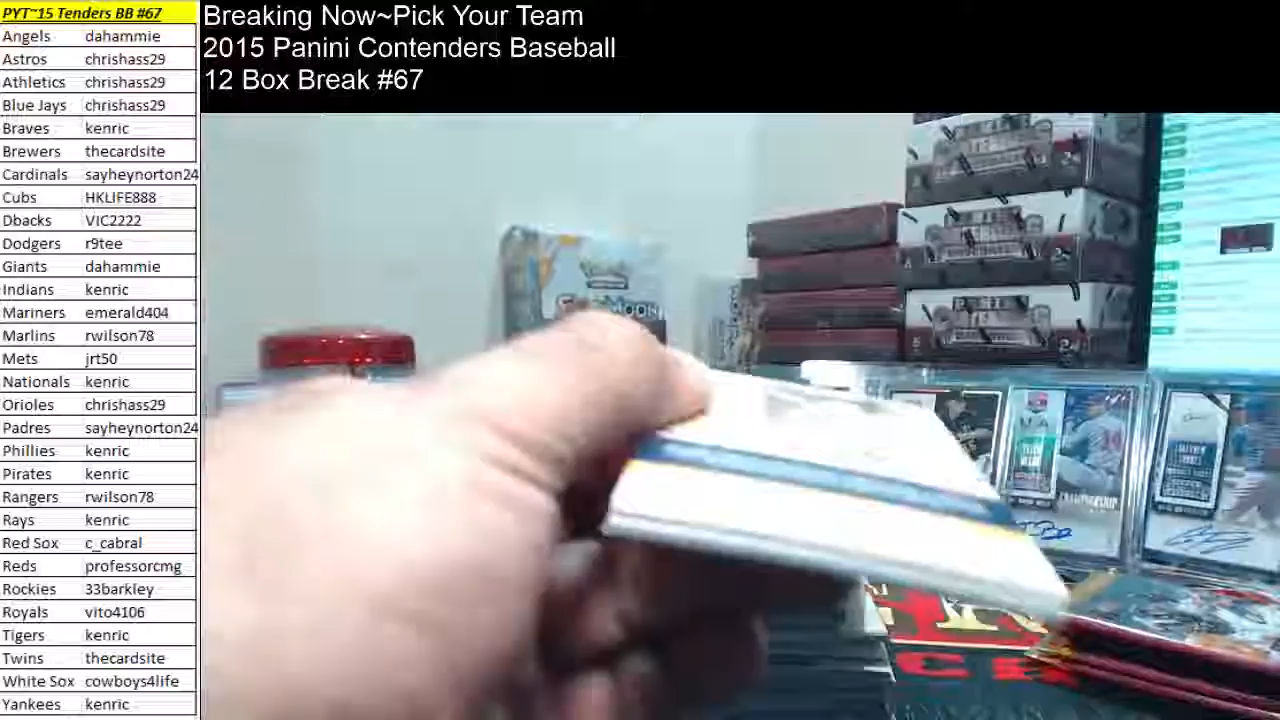 PYT~15 Tenders BB #67
Angels dahammie
Astros chrishass29
Athletics chrishass29
Blue Jays chrishass29
Braves kenric
Brewers thecardsite
Cardinals sayheynorton24
Cubs HKLIFE888
Dbacks VIC2222
Dodgers r9tee
Giants dahammie
Indians kenric
Mariners emerald404
Marlins rwilson78
Mets jrt50
Nationals kenric
Orioles chrishass29
Padres sayheynorton24
Phillies kenric
Pirates kenric
Rangers rwilson78
Rays kenric
Red Sox c_cabral
Reds professorcmg
Rockies 33barkley
Royals vito4106
Tigers kenric
Twins thecardsite
White Sox cowboys4life
Yankees kenric
Breaking Now~Pick Your Team
2015 Panini Contenders Baseball
12 Box Break #67